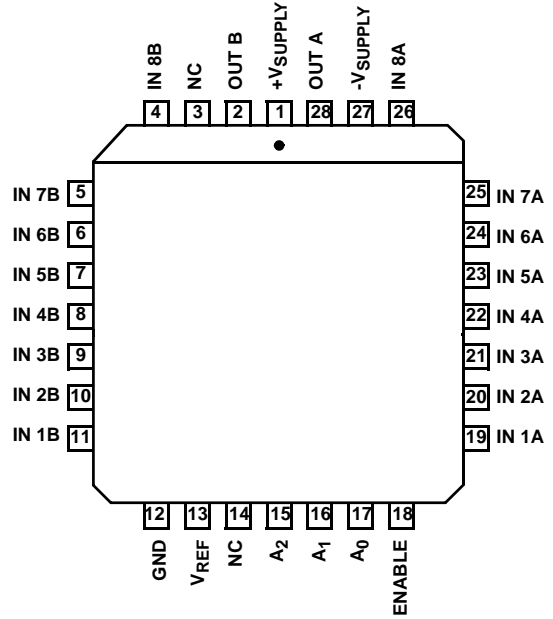 IN 8B
NC
OUT B
+VSUPPLY
OUT A
-VSUPPLY
IN 8A
4
3
2
1
28
27
26
IN 7B 5
25 IN 7A
IN 6B 6
24 IN 6A
IN 5B 7
23 IN 5A
IN 4B 8
22 IN 4A
IN 3B 9
21 IN 3A
IN 2B 10
20 IN 2A
IN 1B 11
19 IN 1A
12
13
14
15
16
17
18
GND
VREF
NC
A2
A1
A0
ENABLE